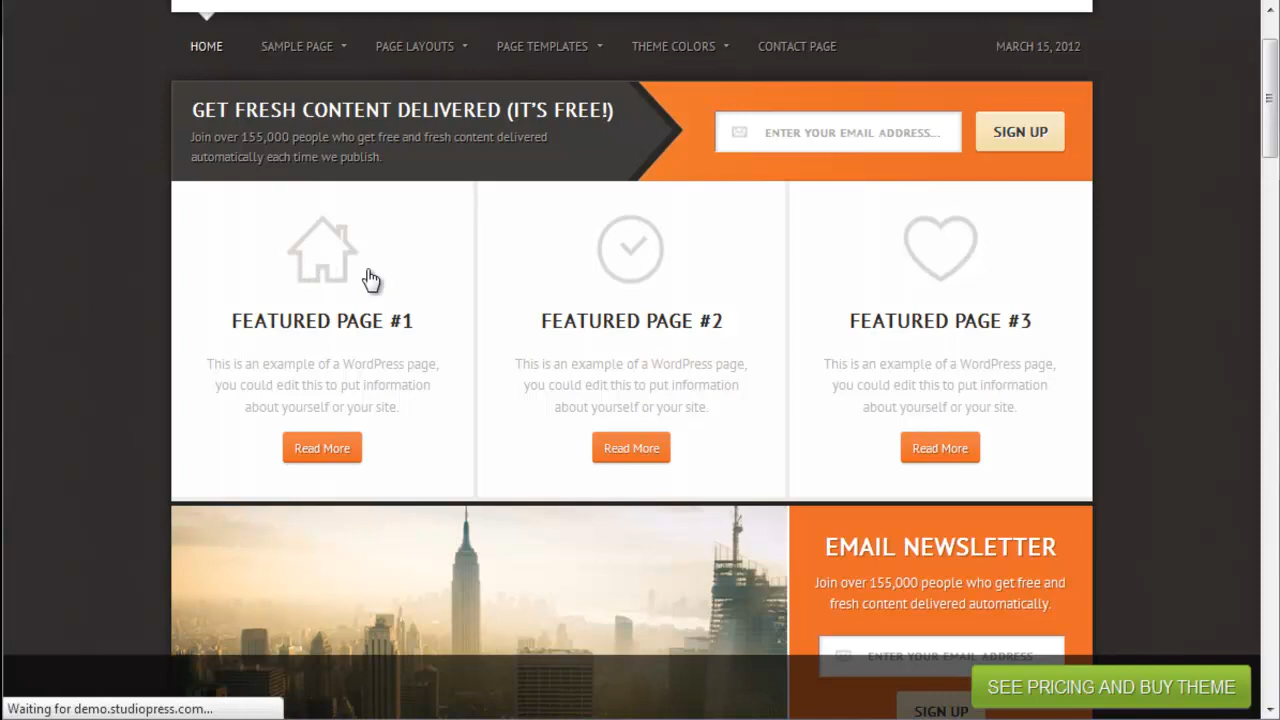 HOME SAMPLE PAGE PAGE LAYOUTS PAGE TEMPLATES THEME COLORS CONTACT PAGE MARCH 15, 2012
GET FRESH CONTENT DELIVERED (IT'S FREE!)
Join over 155,000 people who get free and fresh content delivered
automatically each time we publish.
ENTER YOUR EMAIL ADDRESS...
SIGN UP
FEATURED PAGE #1
This is an example of a WordPress page,
you could edit this to put information
about yourself or your site.
Read More
FEATURED PAGE #2
This is an example of a WordPress page,
you could edit this to put information
about yourself or your site.
Read More
FEATURED PAGE #3
This is an example of a WordPress page,
you could edit this to put information
about yourself or your site.
Read More
EMAIL NEWSLETTER
Join over 155,000 people who get free and
fresh content delivered automatically.
ENTER YOUR EMAIL ADDRESS
SIGN UP
SEE PRICING AND BUY THEME
Waiting for demo.studiopress.com...